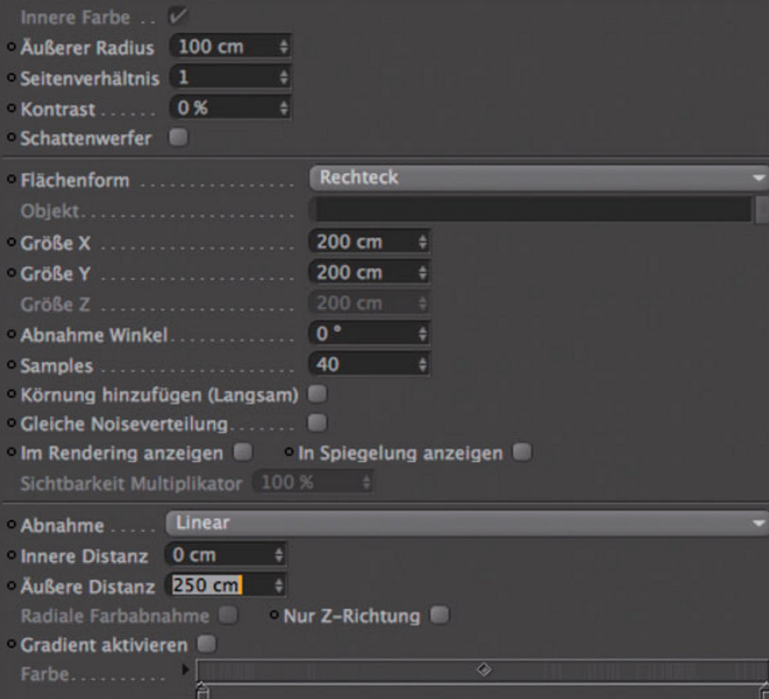 Innere Farbe . .
Äußerer Radius 100 cm
Seitenverhältnis 1
Kontrast . . . . . . 0 %
Schattenwerfer
Flächenform . . . . . . . . . . . . . . . . Rechteck
Objekt. . . . . . . . . . . . . . . . . . . . . .
Größe X . . . . . . . . . . . . . . . . . . . . 200 cm
Größe Y . . . . . . . . . . . . . . . . . . . . 200 cm
Größe Z . . . . . . . . . . . . . . . . . . . . 200 cm
Abnahme Winkel. . . . . . . . . . . . . 0 °
Samples . . . . . . . . . . . . . . . . . . . . 40
Körnung hinzufügen (Langsam)
Gleiche Noiseverteilung. . . . . . .
Im Rendering anzeigen In Spiegelung anzeigen
Sichtbarkeit Multiplikator 100 %
Abnahme . . . . . Linear
Innere Distanz 0 cm
Äußere Distanz 250 cm
Radiale Farbabnahme Nur Z-Richtung
Gradient aktivieren
Farbe. . . . . . . . . .